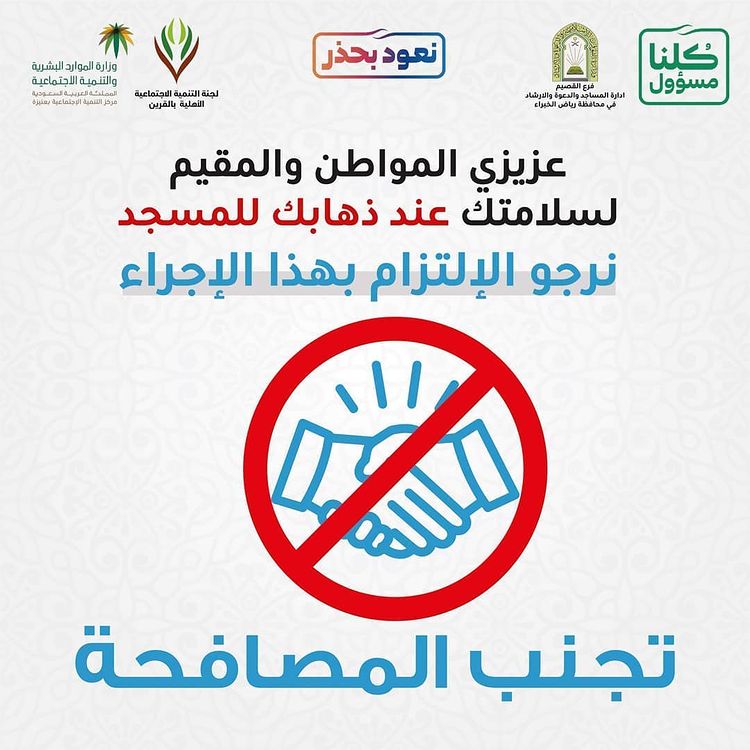 كُلنا
مسؤول
فرع القصيم
ادارة المساجد والدعوة والارشاد
في محافظة رياض الخبراء
نعود بحذر
لجنة التنمية الاجتماعية
الأهلية بالقرين
وزارة الموارد البشرية
والتنمية الاجتماعية
المملكة العربية السعودية
مركز التنمية الإجتماعية بعنيزة
عزيزي المواطن والمقيم
لسلامتك عند ذهابك للمسجد
نرجو الإلتزام بهذا الإجراء
تجنب المصافحة